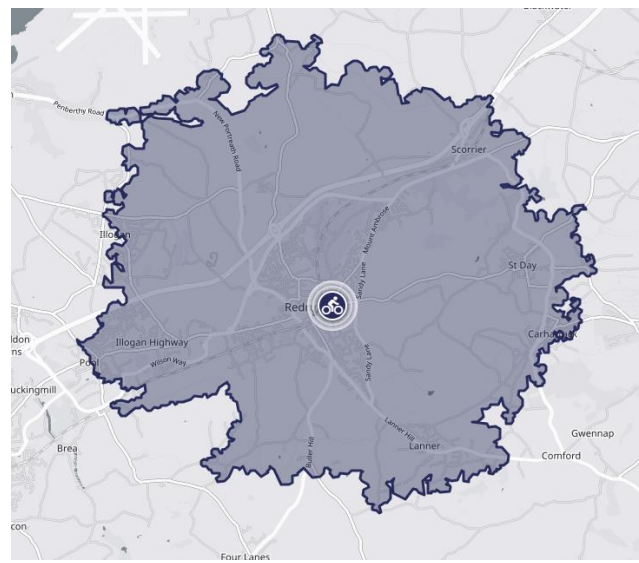 Penberthy Road
New Portreath Road
Scorrier
Illogan
Mount Ambrose
Sandy Lane
St Day
Illogan Highway
Wilson Way
Pool
Sandy Lane
Brea
Buller Hill
Lanner Hill
Lanner
Gwennap
Comford
Four Lanes